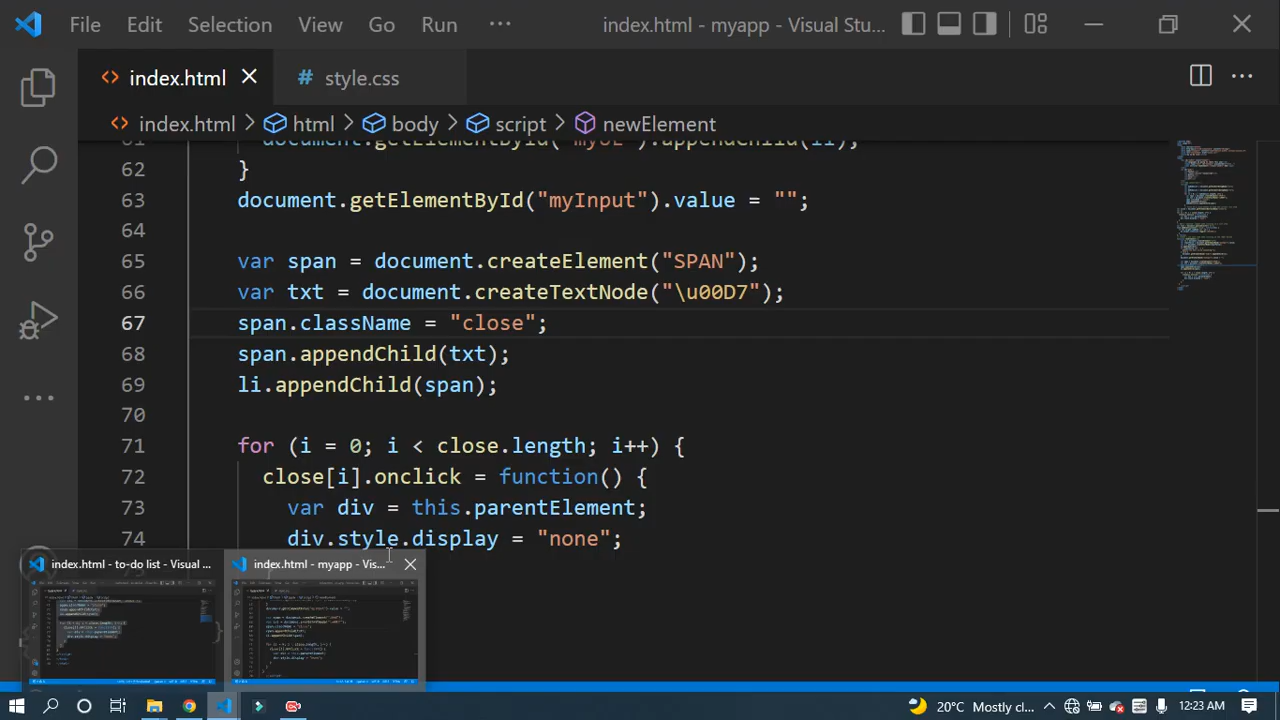 File Edit Selection View Go Run ··· index.html - myapp - Visual Stu...
index.html style.css ···
index.html > html > body > script > newElement
62 }
63 document.getElementById("myInput").value = "";
64
65 var span = document.createElement("SPAN");
66 var txt = document.createTextNode("\u00D7");
67 span.className = "close";
68 span.appendChild(txt);
69 li.appendChild(span);
70
71 for (i = 0; i < close.length; i++) {
72 close[i].onclick = function() {
73 var div = this.parentElement;
74 div.style.display = "none";
index.html - to-do list - Visual ... index.html - myapp - Vis...
20°C Mostly cl... 12:23 AM